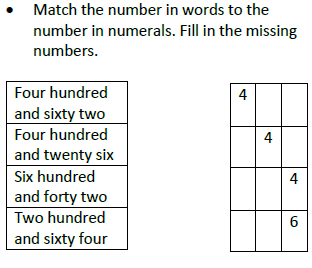 • Match the number in words to the
number in numerals. Fill in the missing
numbers.
Four hundred
and sixty two
Four hundred
and twenty six
Six hundred
and forty two
Two hundred
and sixty four
4
4
4
6